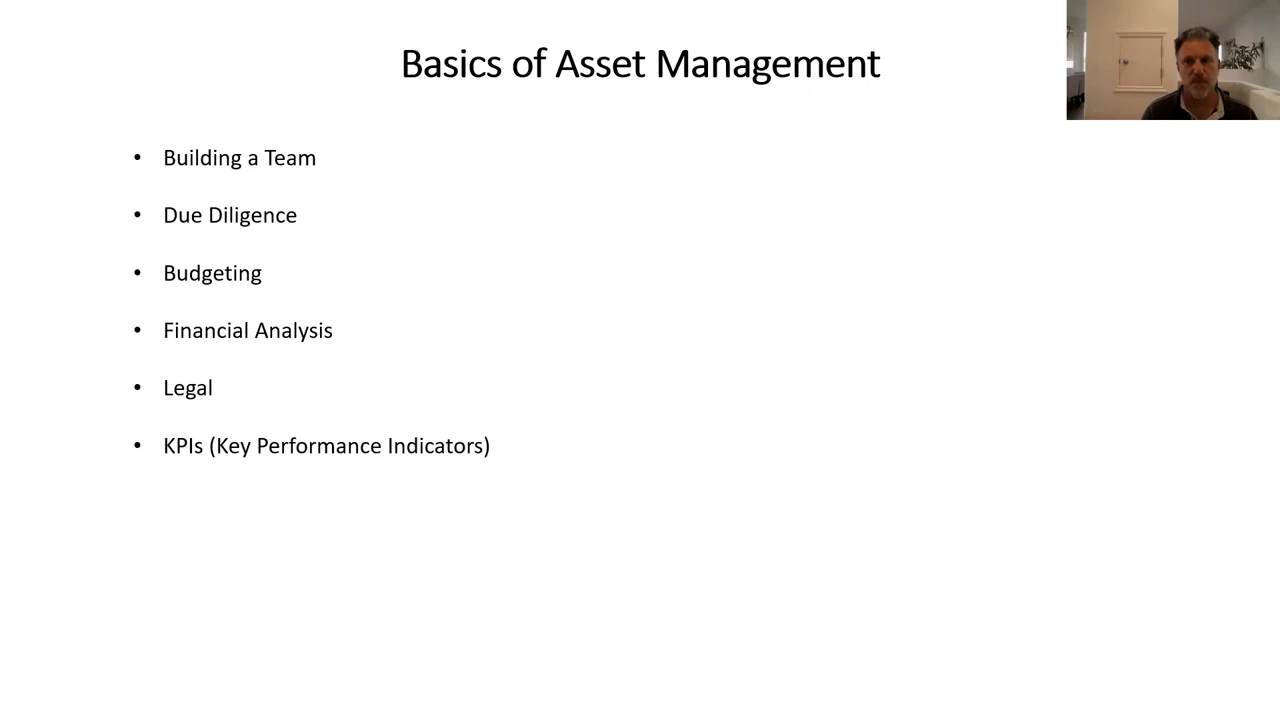 Basics of Asset Management
• Building a Team
• Due Diligence
• Budgeting
• Financial Analysis
• Legal
• KPIs (Key Performance Indicators)